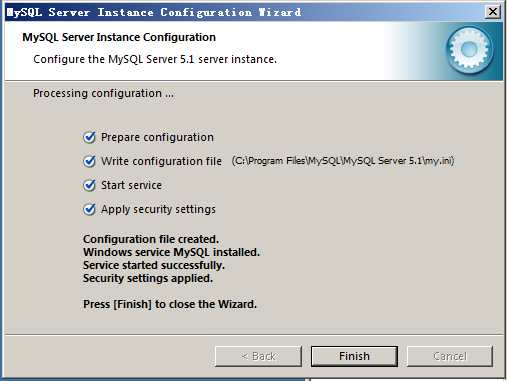 MySQL Server Instance Configuration Wizard
MySQL Server Instance Configuration
Configure the MySQL Server 5.1 server instance.
Processing configuration ...
Prepare configuration
Write configuration file (C:\Program Files\MySQL\MySQL Server 5.1\my.ini)
Start service
Apply security settings
Configuration file created.
Windows service MySQL installed.
Service started successfully.
Security settings applied.
Press [Finish] to close the Wizard.
< Back Finish Cancel